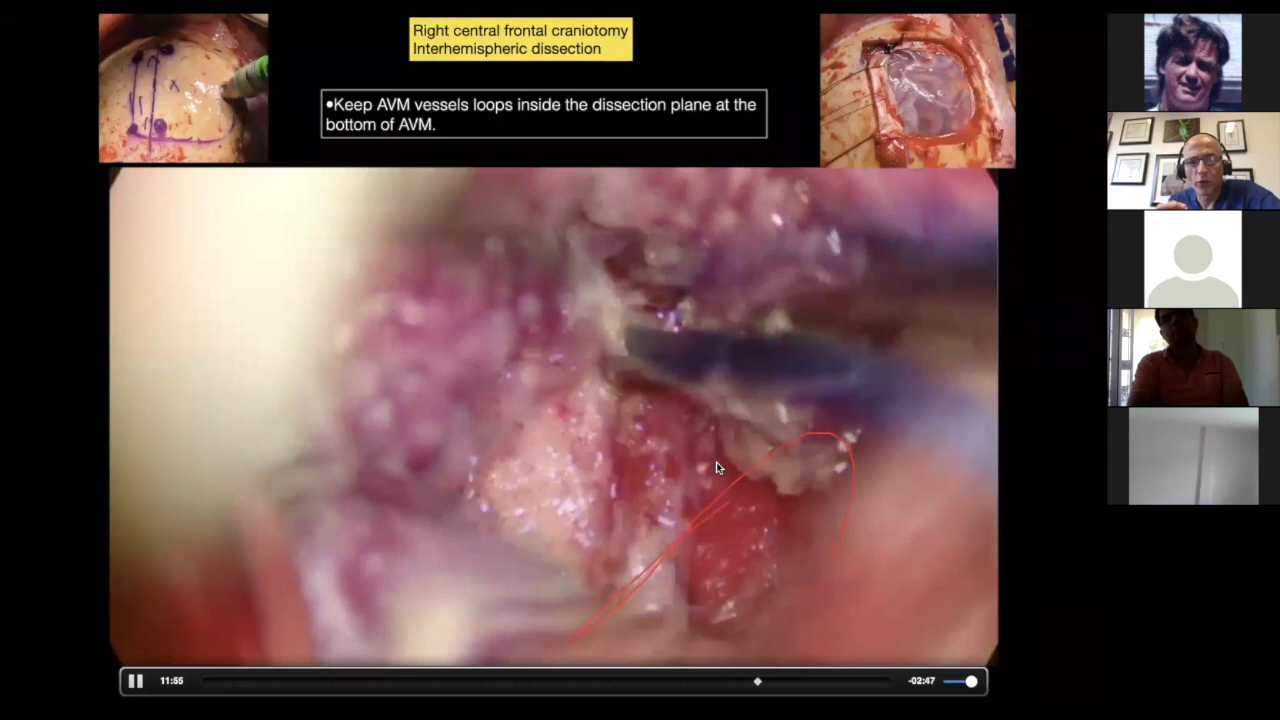 Right central frontal craniotomy
Interhemispheric dissection
•Keep AVM vessels loops inside the dissection plane at the
bottom of AVM.
11:55
-02:47